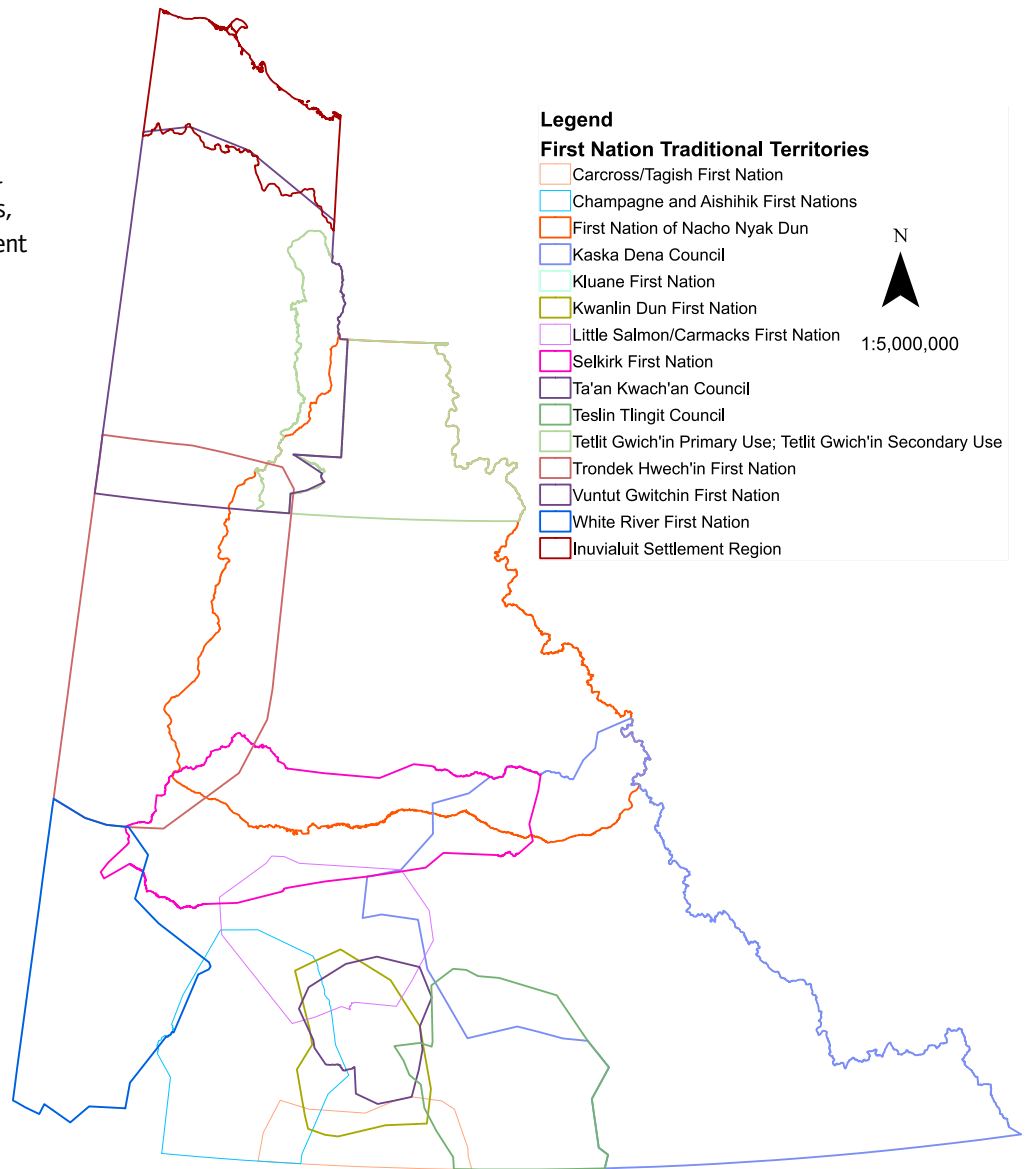 s,
ent
Legend
First Nation Traditional Territories
Carcross/Tagish First Nation
Champagne and Aishihik First Nations
First Nation of Nacho Nyak Dun
Kaska Dena Council
Kluane First Nation
Kwanlin Dun First Nation
Little Salmon/Carmacks First Nation
Selkirk First Nation
Ta'an Kwach'an Council
Teslin Tlingit Council
Tetlit Gwich'in Primary Use; Tetlit Gwich'in Secondary Use
Trondek Hwech'in First Nation
Vuntut Gwitchin First Nation
White River First Nation
Inuvialuit Settlement Region
N
1:5,000,000